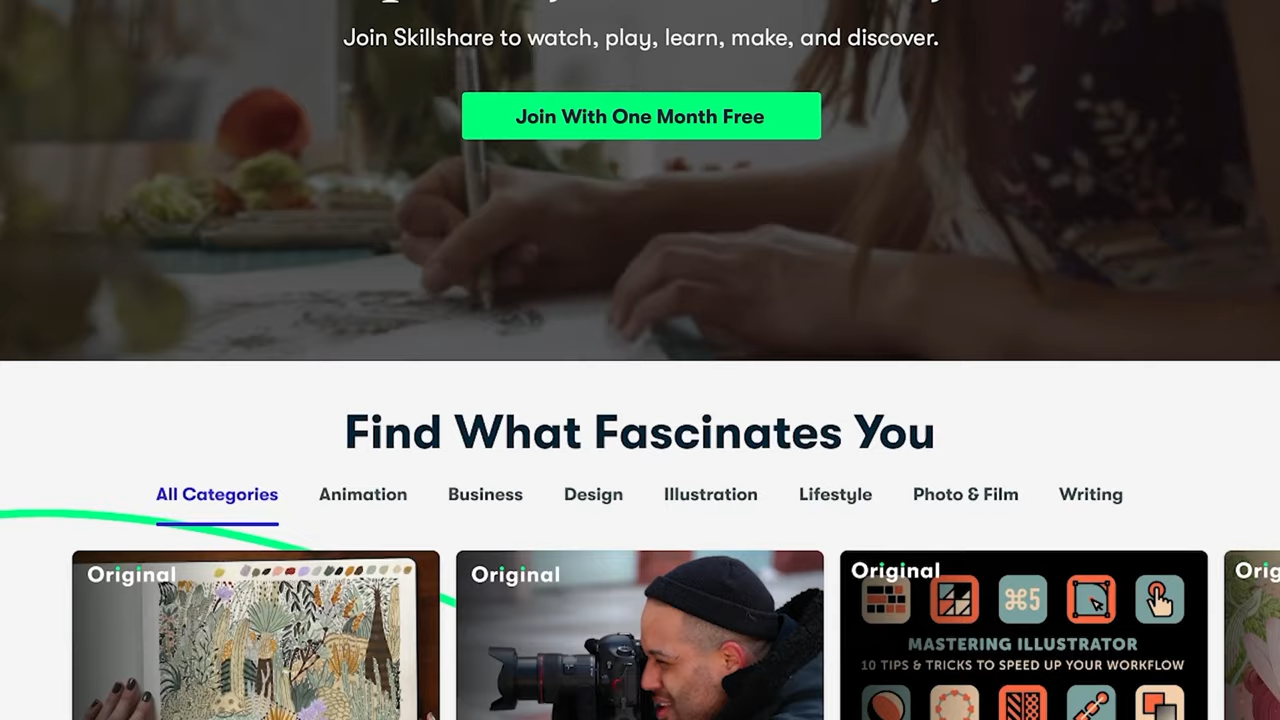 Join Skillshare to watch, play, learn, make, and discover.
Join With One Month Free
Find What Fascinates You
All Categories Animation Business Design Illustration Lifestyle Photo & Film Writing
Original Original Original
⌘5
MASTERING ILLUSTRATOR
10 TIPS & TRICKS TO SPEED UP YOUR WORKFLOW